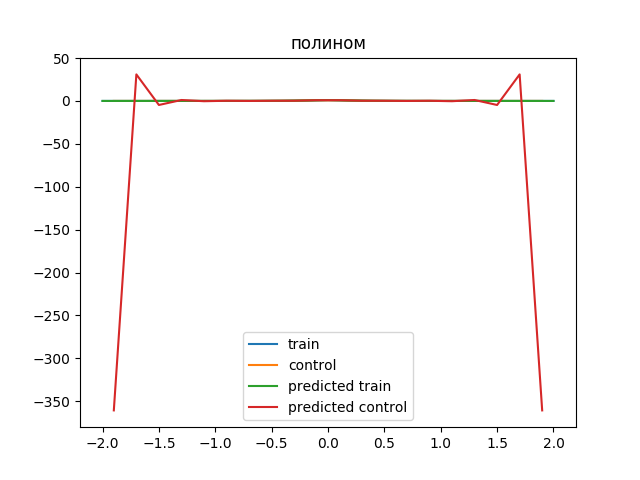 полином
50
0
−50
−100
−150
−200
−250
−300
−350
train
control
predicted train
predicted control
−2.0 −1.5 −1.0 −0.5 0.0 0.5 1.0 1.5 2.0